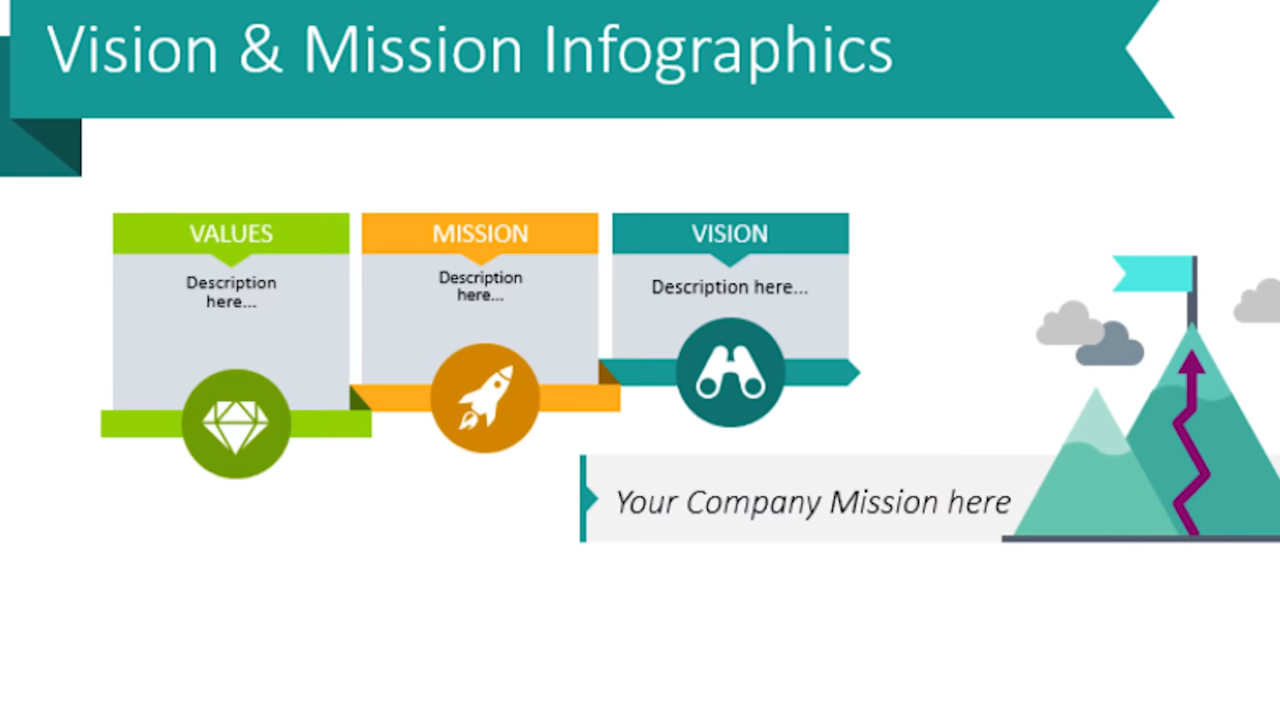 Vision & Mission Infographics
VALUES
Description
here...
MISSION
Description
here...
VISION
Description here...
Your Company Mission here